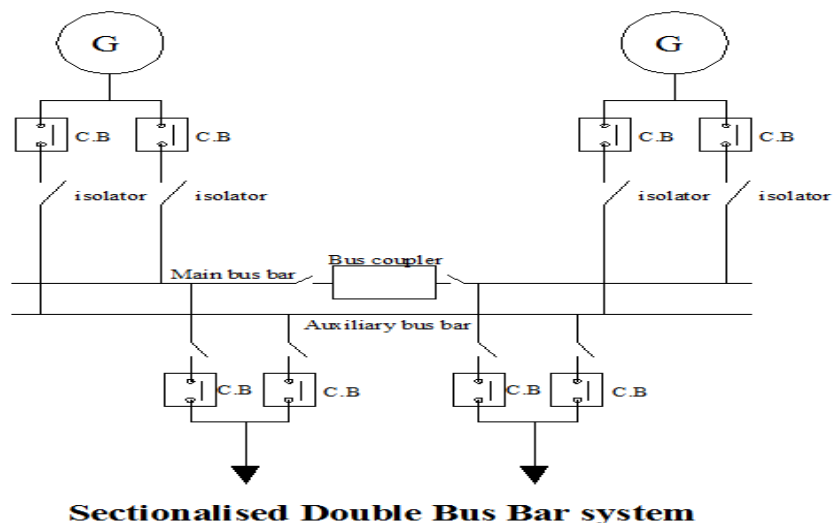 G G
C.B C.B C.B C.B
isolator isolator isolator isolator
Bus coupler
Main bus bar
Auxiliary bus bar
C.B C.B C.B C.B
Sectionalised Double Bus Bar system